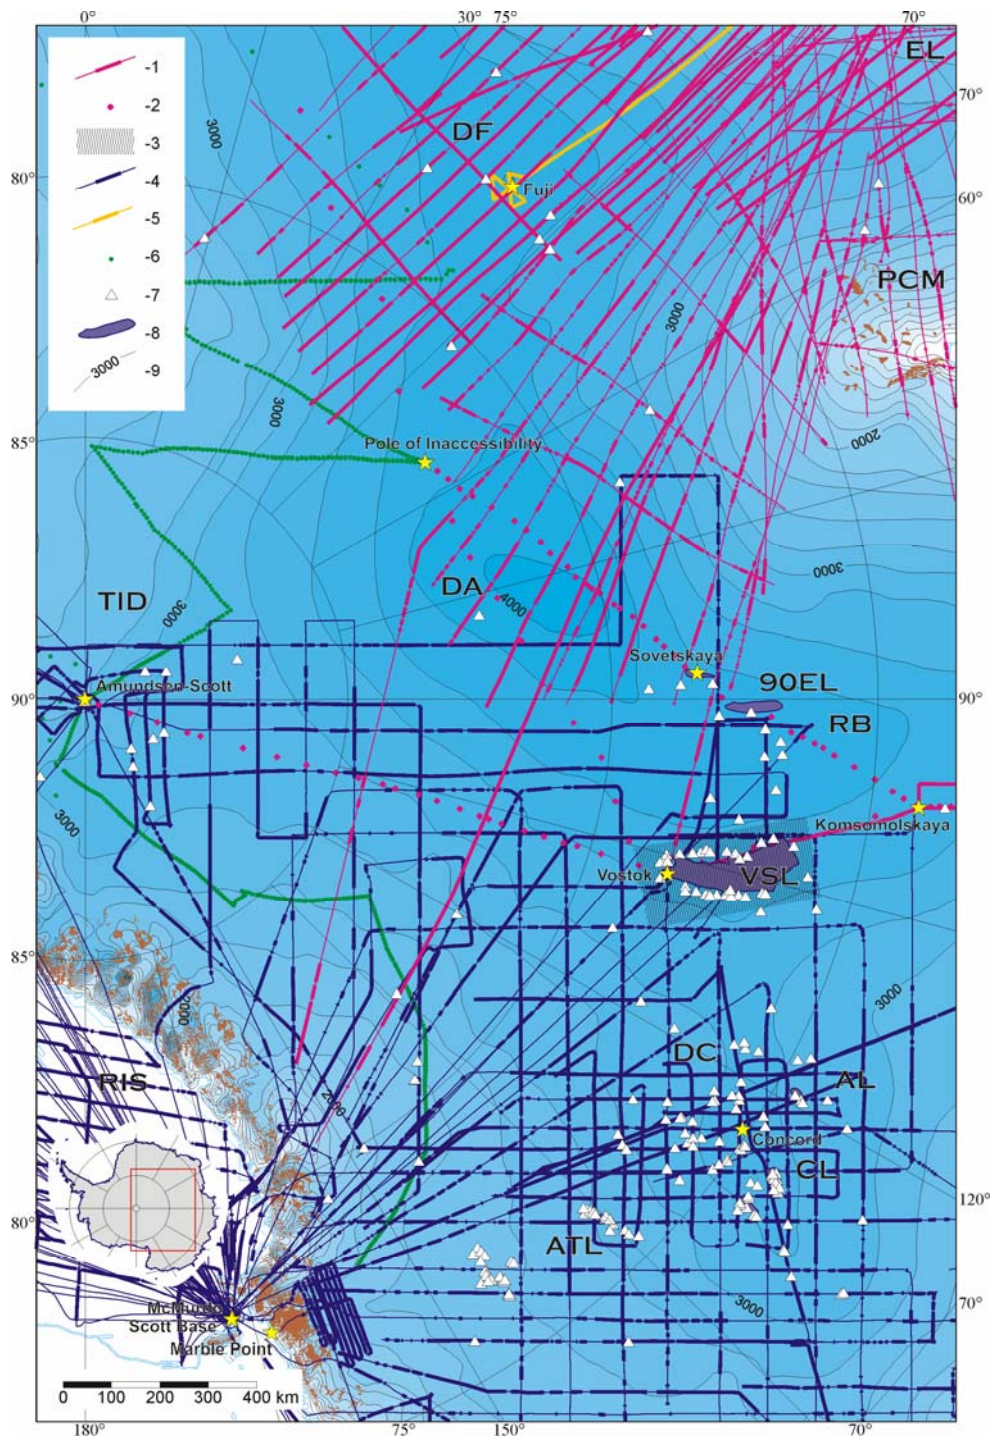 0° 30° 75° 70°
EL
-1
-2
-3
-4
-5
-6
-7
-8
3000 -9
3000
DF
70°
80°
Fuji
60°
PCM
3000
3000
2000
85°
Pole of Inaccessibility
3000
DA
4000
TID
3000
Sovetskaya
Amundsen-Scott
90EL
90°
90°
RB
3000
Komsomolskaya
Vostok
VSL
85°
2000
3000
DC
RIS
AL
2000
Concord
CL
120°
80°
ATL
McMurdo
Scott Base
Marble Point
3000
70°
0 100 200 300 400 km
180° 75° 150° 70°